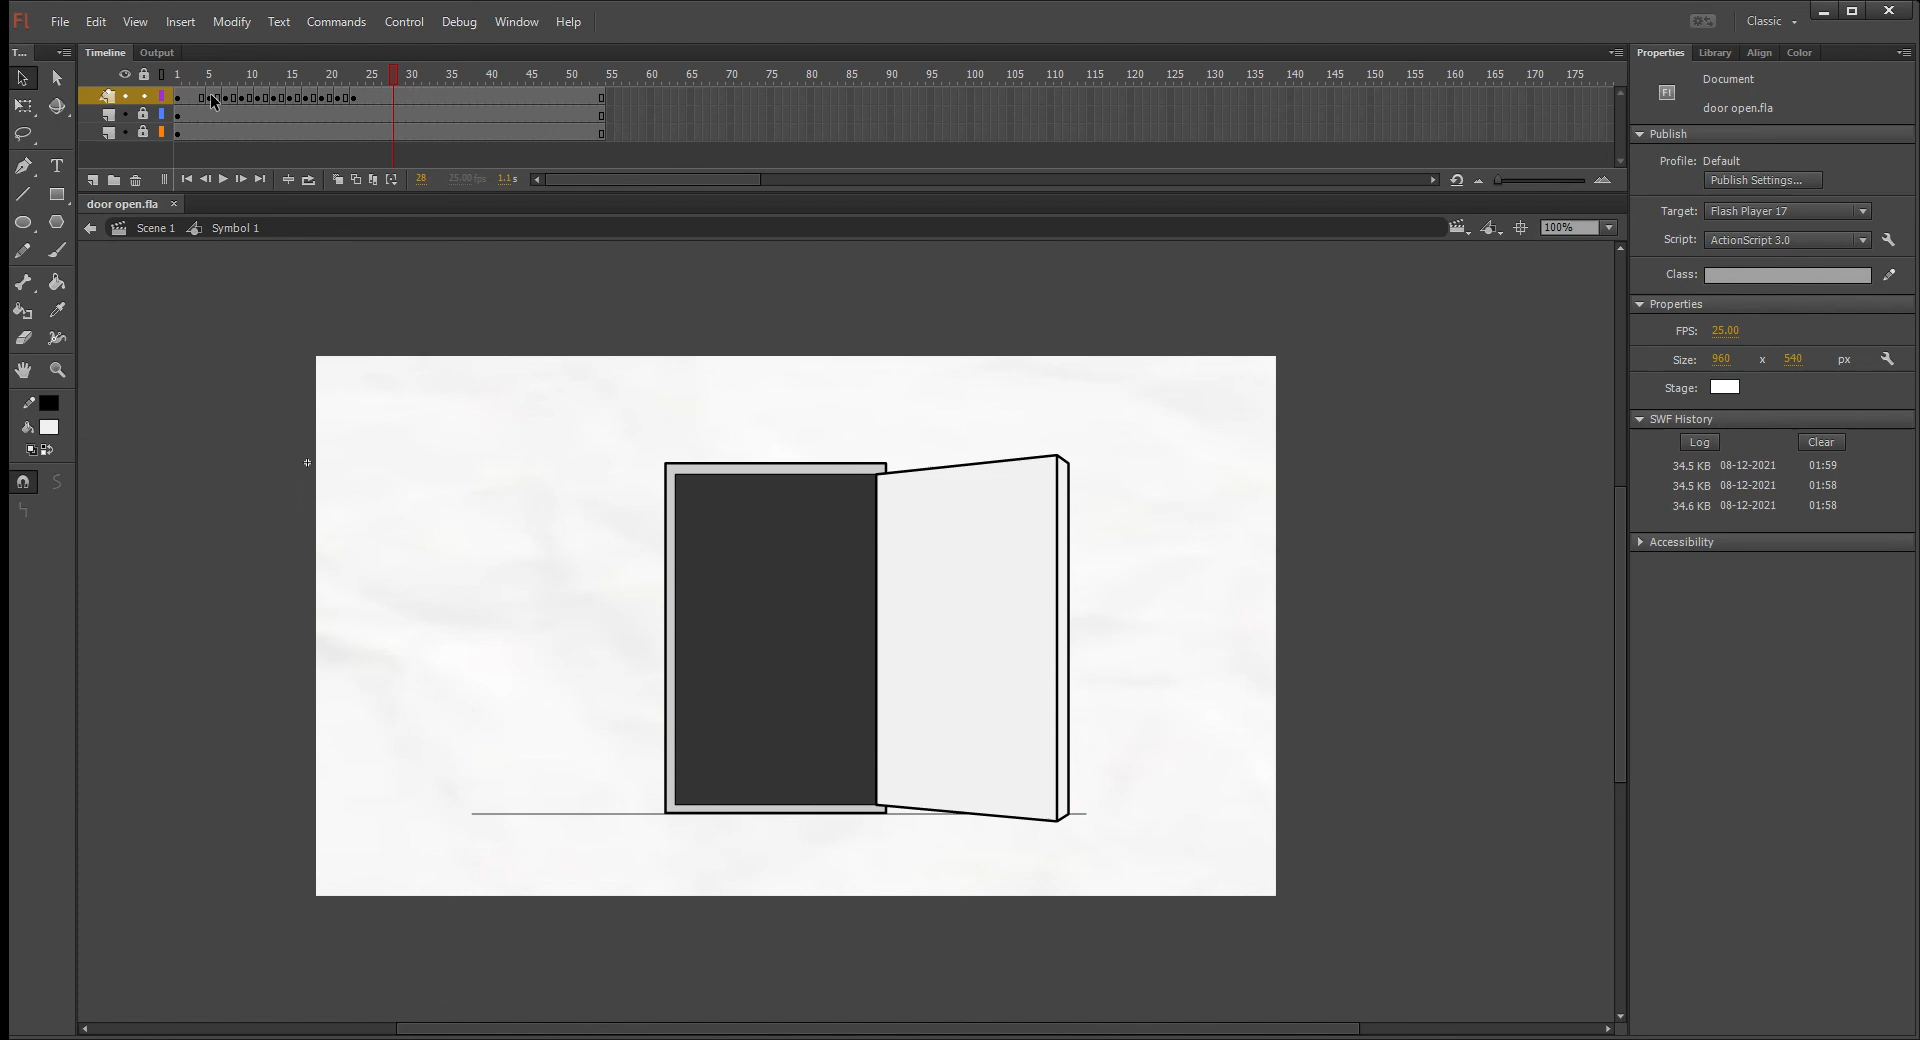 Fl File Edit View Insert Modify Text Commands Control Debug Window Help Classic
T... Timeline Output Properties Library Align Color
1 5 10 15 20 25 30 35 40 45 50 55 60 65 70 75 80 85 90 95 100 105 110 115 120 125 130 135 140 145 150 155 160 165 170 175
Document
Fl door open.fla
Publish
Profile: Default
Publish Settings...
28 25.00 fps 1.1 s
door open.fla ×
Target: Flash Player 17
Scene 1 Symbol 1 100%
Script: ActionScript 3.0
Class:
Properties
FPS: 25.00
Size: 960 x 540 px
Stage:
SWF History
Log Clear
34.5 KB 08-12-2021 01:59
34.5 KB 08-12-2021 01:58
34.6 KB 08-12-2021 01:58
Accessibility